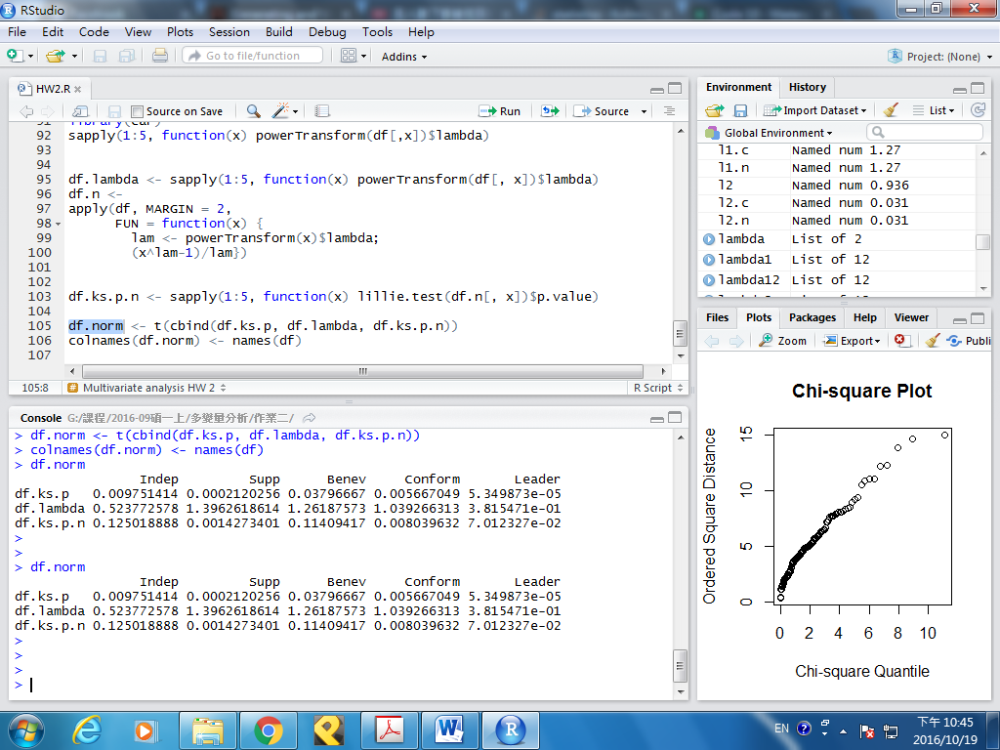 RStudio
File Edit Code View Plots Session Build Debug Tools Help
Go to file/function Addins Project: (None)
HW2.R
Source on Save Run Source
91 library(car)
92 sapply(1:5, function(x) powerTransform(df[,x])$lambda)
93
94
95 df.lambda <- sapply(1:5, function(x) powerTransform(df[, x])$lambda)
96 df.n <-
97 apply(df, MARGIN = 2,
98 FUN = function(x) {
99 lam <- powerTransform(x)$lambda;
100 (x^lam-1)/lam})
101
102
103 df.ks.p.n <- sapply(1:5, function(x) lillie.test(df.n[, x])$p.value)
104
105 df.norm <- t(cbind(df.ks.p, df.lambda, df.ks.p.n))
106 colnames(df.norm) <- names(df)
107
105:8 # Multivariate analysis HW 2 R Script
Console G:/課程/2016-09碩一上/多變量分析/作業二/
> df.norm <- t(cbind(df.ks.p, df.lambda, df.ks.p.n))
> colnames(df.norm) <- names(df)
> df.norm
Indep Supp Benev Conform Leader
df.ks.p 0.009751414 0.0002120256 0.03796667 0.005667049 5.349873e-05
df.lambda 0.523772578 1.3962618614 1.26187573 1.039266313 3.815471e-01
df.ks.p.n 0.125018888 0.0014273401 0.11409417 0.008039632 7.012327e-02
>
>
> df.norm
Indep Supp Benev Conform Leader
df.ks.p 0.009751414 0.0002120256 0.03796667 0.005667049 5.349873e-05
df.lambda 0.523772578 1.3962618614 1.26187573 1.039266313 3.815471e-01
df.ks.p.n 0.125018888 0.0014273401 0.11409417 0.008039632 7.012327e-02
>
>
>
>
Environment History
Import Dataset List
Global Environment
l1.c Named num 1.27
l1.n Named num 1.27
l2 Named num 0.936
l2.c Named num 0.031
l2.n Named num 0.031
lambda List of 2
lambda1 List of 12
lambda12 List of 12
Files Plots Packages Help Viewer
Zoom Export Publi
Chi-square Plot
Ordered Square Distance
15
10
5
0
0 2 4 6 8 10
Chi-square Quantile
EN
下午 10:45
2016/10/19